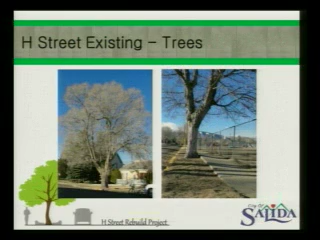 H Street Existing - Trees
H Street Rebuild Project
SALIDA